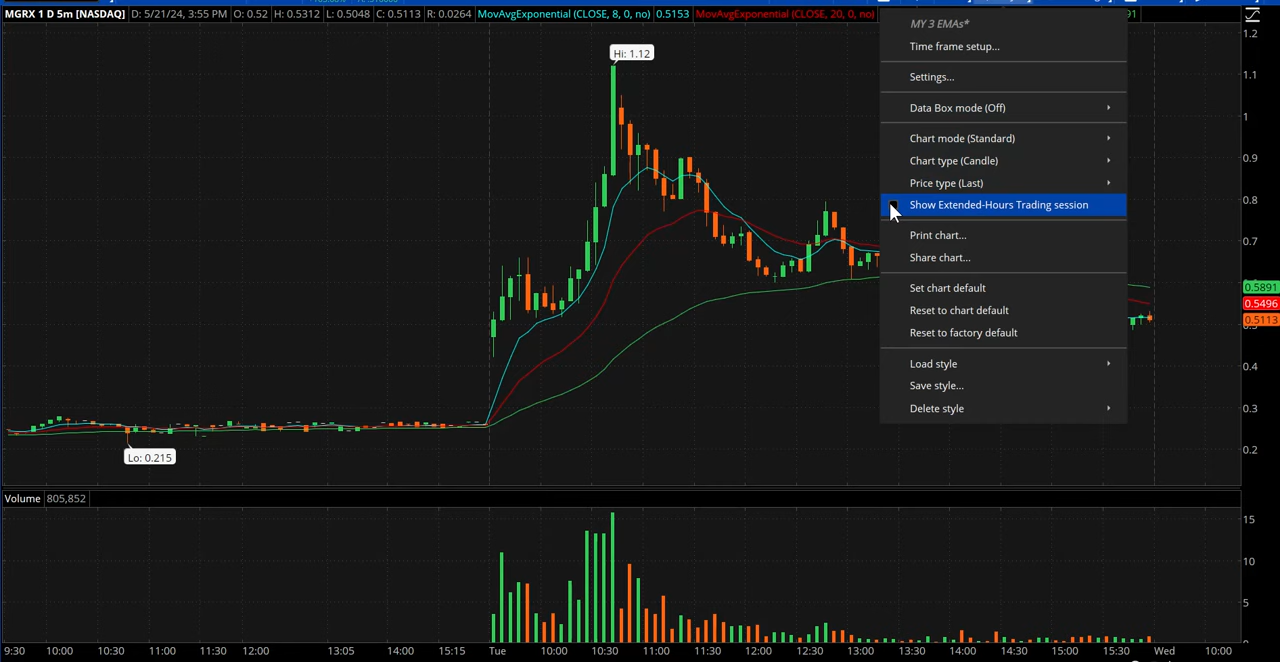 MGRX 1 D 5m [NASDAQ] D: 5/21/24, 3:55 PM O: 0.52 H: 0.5312 L: 0.5048 C: 0.5113 R: 0.0264 MovAvgExponential (CLOSE, 8, 0, no) 0.5153 MovAvgExponential (CLOSE, 20, 0, no)
MY 3 EMAs*
Time frame setup...
Settings...
Data Box mode (Off)
Chart mode (Standard)
Chart type (Candle)
Price type (Last)
Show Extended-Hours Trading session
Print chart...
Share chart...
Set chart default
Reset to chart default
Reset to factory default
Load style
Save style...
Delete style
Hi: 1.12
Lo: 0.215
1.2
1.1
1
0.9
0.8
0.7
0.5891
0.5496
0.5113
0.4
0.3
0.2
Volume 805,852
15
10
5
9:30 10:00 10:30 11:00 11:30 12:00 13:05 14:00 15:15 Tue 10:00 10:30 11:00 11:30 12:00 12:30 13:00 13:30 14:00 14:30 15:00 15:30 Wed 10:00